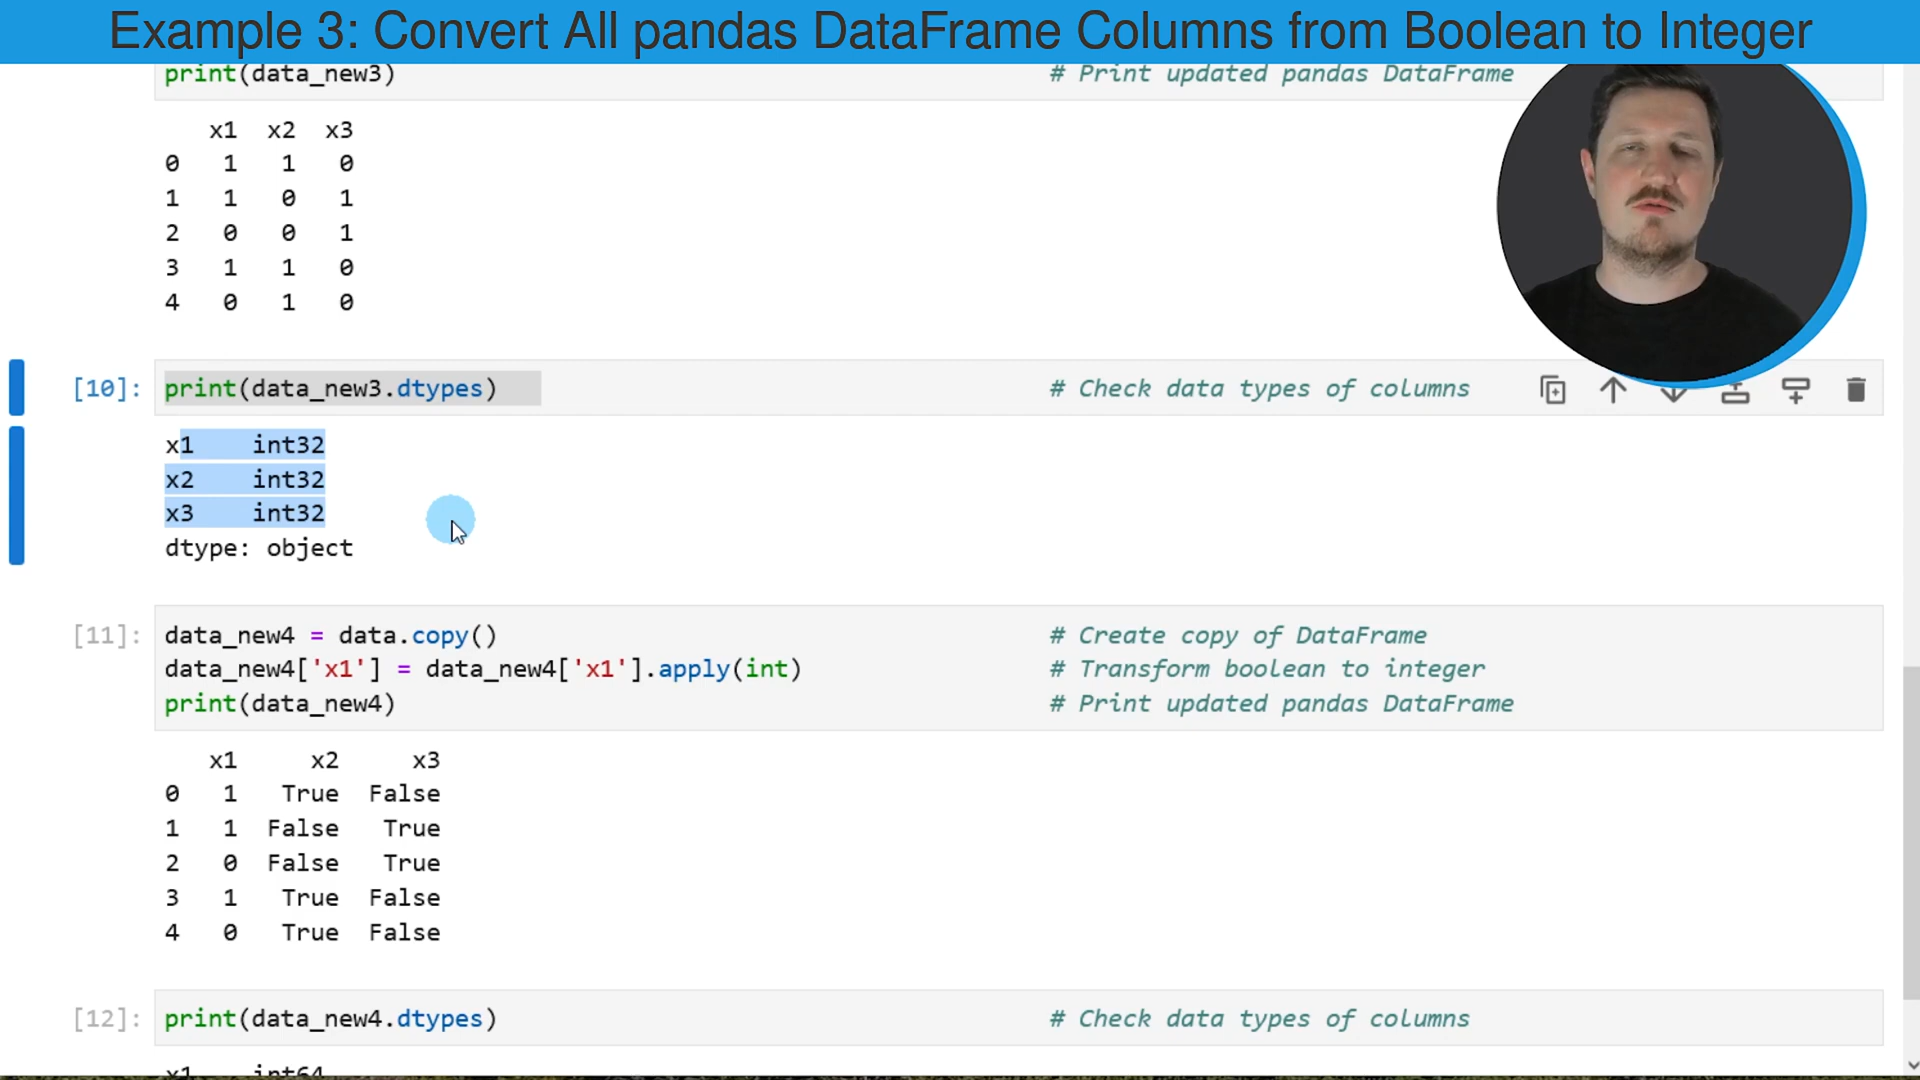 Example 3: Convert All pandas DataFrame Columns from Boolean to Integer
print(data_new3) # Print updated pandas DataFrame
x1 x2 x3
0 1 1 0
1 1 0 1
2 0 0 1
3 1 1 0
4 0 1 0
[10]: print(data_new3.dtypes) # Check data types of columns
x1 int32
x2 int32
x3 int32
dtype: object
[11]: data_new4 = data.copy() # Create copy of DataFrame
data_new4['x1'] = data_new4['x1'].apply(int) # Transform boolean to integer
print(data_new4) # Print updated pandas DataFrame
x1 x2 x3
0 1 True False
1 1 False True
2 0 False True
3 1 True False
4 0 True False
[12]: print(data_new4.dtypes) # Check data types of columns
x1 int64